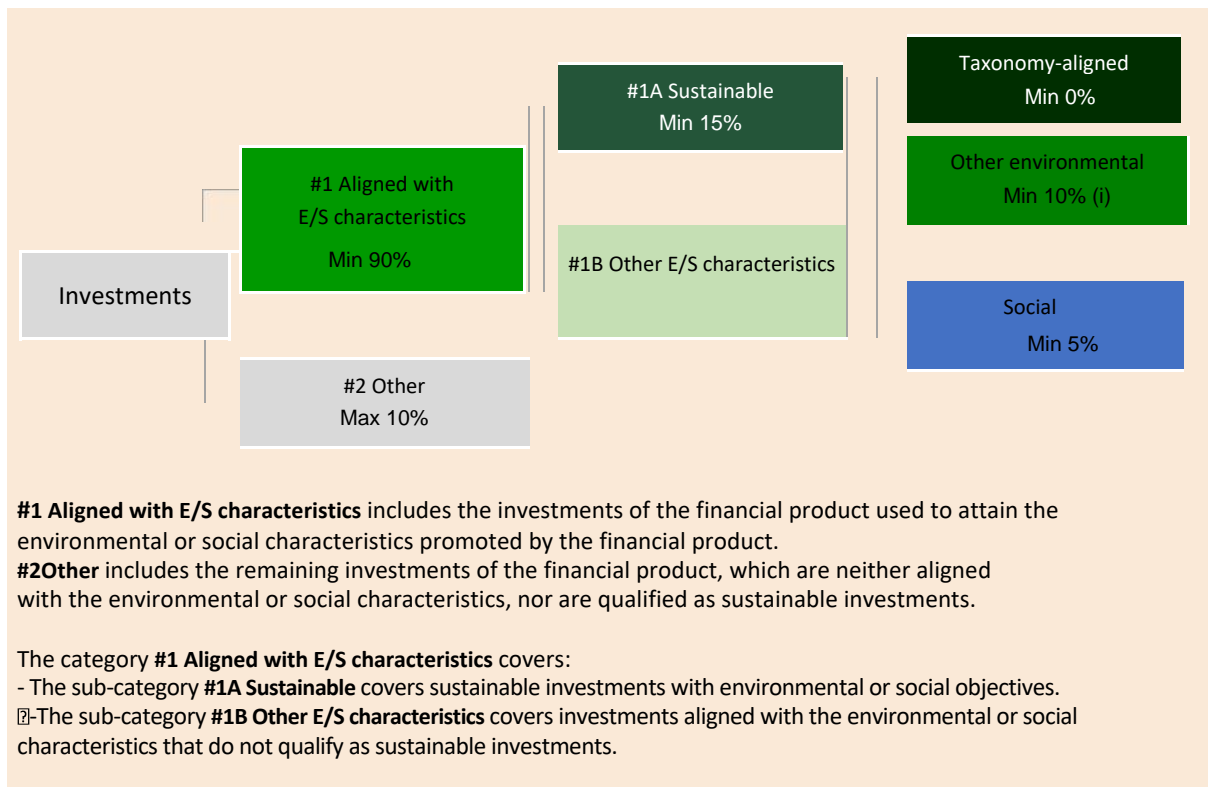 Investments
#1 Aligned with
E/S characteristics
Min 90%
#2 Other
Max 10%
#1A Sustainable
Min 15%
#1B Other E/S characteristics
Taxonomy-aligned
Min 0%
Other environmental
Min 10% (i)
Social
Min 5%
#1 Aligned with E/S characteristics includes the investments of the financial product used to attain the
environmental or social characteristics promoted by the financial product.
#2Other includes the remaining investments of the financial product, which are neither aligned
with the environmental or social characteristics, nor are qualified as sustainable investments.
The category #1 Aligned with E/S characteristics covers:
- The sub-category #1A Sustainable covers sustainable investments with environmental or social objectives.
⍰-The sub-category #1B Other E/S characteristics covers investments aligned with the environmental or social
characteristics that do not qualify as sustainable investments.